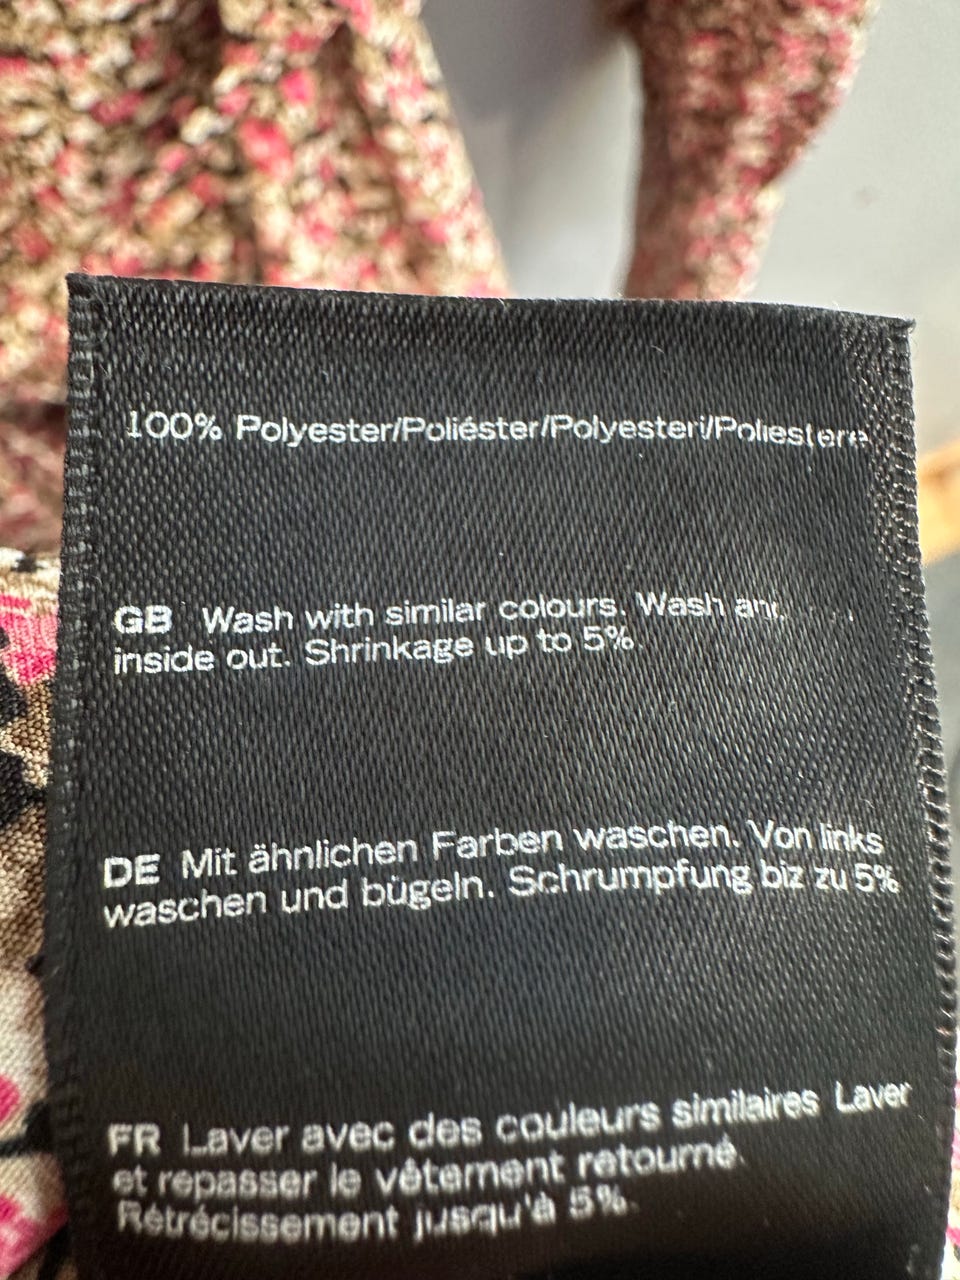 100% Polyester/Poliéster/Polyesteri/Poliestere
GB Wash with similar colours. Wash
inside out. Shrinkage up to 5%.
DE Mit ähnlichen Farben waschen. Von links
waschen und bügeln. Schrumpfung biz zu 5%
FR Laver avec des couleurs similaires Laver
et repasser le vêtement retourné.
Rétrécissement jusqu'à 5%.